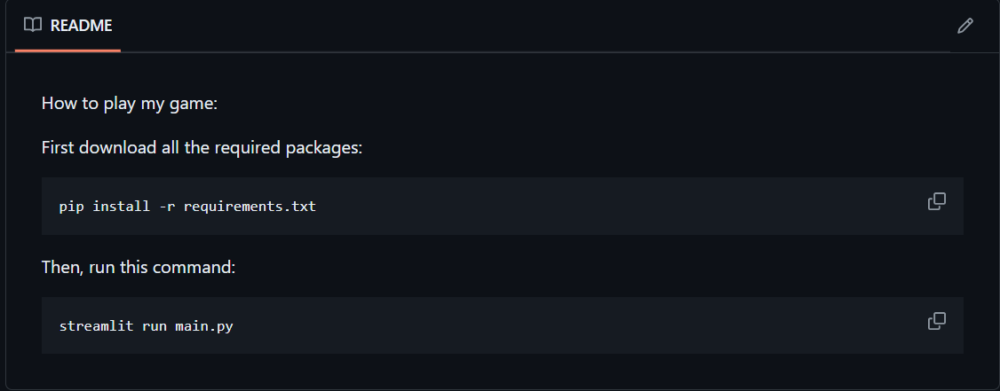 README
How to play my game:
First download all the required packages:
pip install -r requirements.txt
Then, run this command:
streamlit run main.py